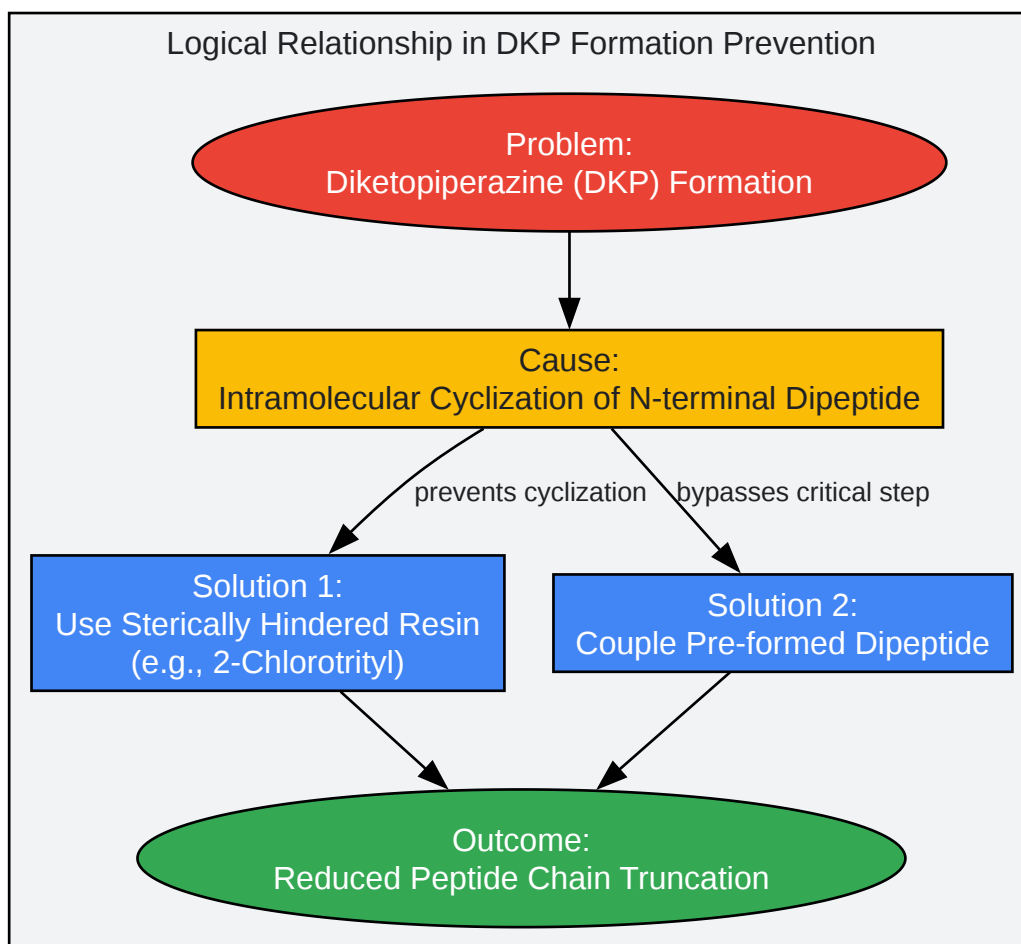 Logical Relationship in DKP Formation Prevention
Problem:
Diketopiperazine (DKP) Formation
Cause:
Intramolecular Cyclization of N-terminal Dipeptide
prevents cyclization
bypasses critical step
Solution 1:
Use Sterically Hindered Resin
(e.g., 2-Chlorotrityl)
Solution 2:
Couple Pre-formed Dipeptide
Outcome:
Reduced Peptide Chain Truncation